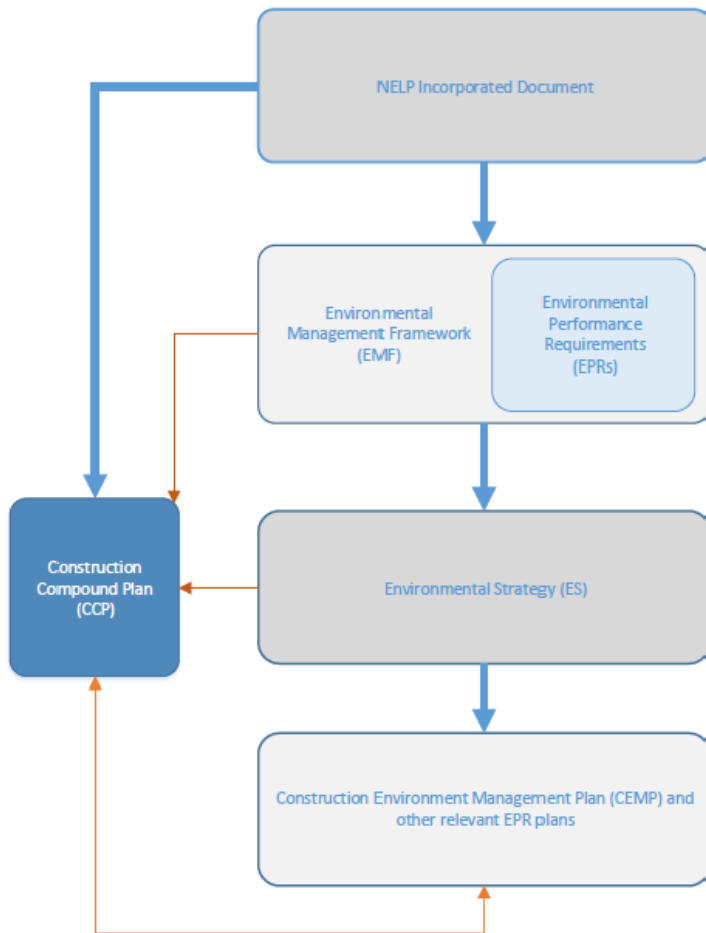 NELP Incorporated Document
Environmental
Management Framework
(EMF)
Environmental
Performance
Requirements
(EPRs)
Construction
Compound Plan
(CCP)
Environmental Strategy (ES)
Construction Environment Management Plan (CEMP) and
other relevant EPR plans